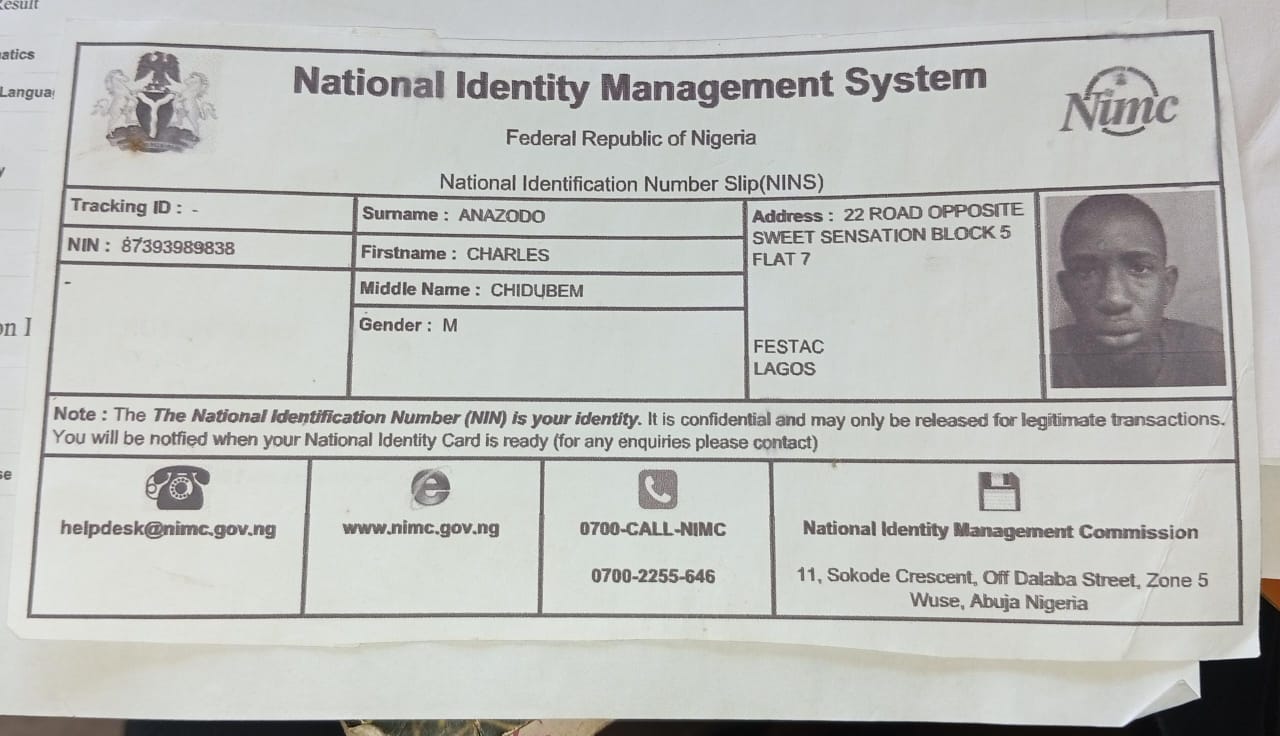 Result
atics
Langua
y
on I
se
National Identity Management System
Federal Republic of Nigeria
National Identification Number Slip(NINS)
Nimc
Tracking ID : -
NIN : 87393989838
-
Surname : ANAZODO
Firstname : CHARLES
Middle Name : CHIDUBEM
Gender : M
Address : 22 ROAD OPPOSITE
SWEET SENSATION BLOCK 5
FLAT 7
FESTAC
LAGOS
Note : The The National Identification Number (NIN) is your identity. It is confidential and may only be released for legitimate transactions.
You will be notfied when your National Identity Card is ready (for any enquiries please contact)
helpdesk@nimc.gov.ng
www.nimc.gov.ng
0700-CALL-NIMC
0700-2255-646
National Identity Management Commission
11, Sokode Crescent, Off Dalaba Street, Zone 5
Wuse, Abuja Nigeria